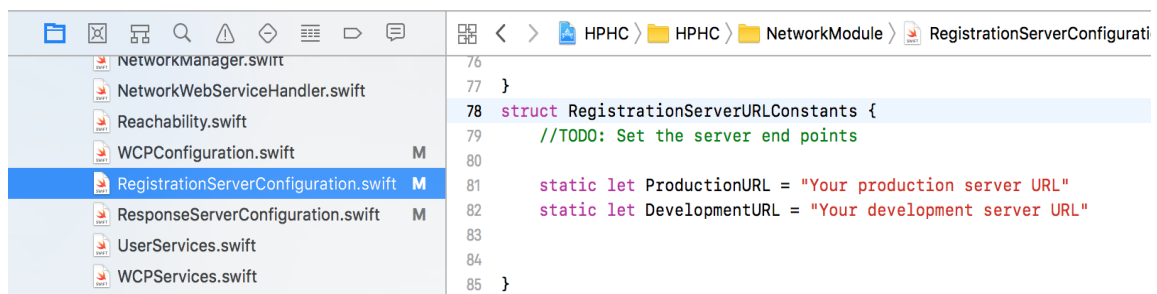 HPHC 〉 HPHC 〉 NetworkModule 〉 RegistrationServerConfigurati
NetworkManager.swift
NetworkWebServiceHandler.swift
Reachability.swift
WCPConfiguration.swift M
RegistrationServerConfiguration.swift M
ResponseServerConfiguration.swift M
UserServices.swift
WCPServices.swift
76
77 }
78 struct RegistrationServerURLConstants {
79 //TODO: Set the server end points
80
81 static let ProductionURL = "Your production server URL"
82 static let DevelopmentURL = "Your development server URL"
83
84
85 }